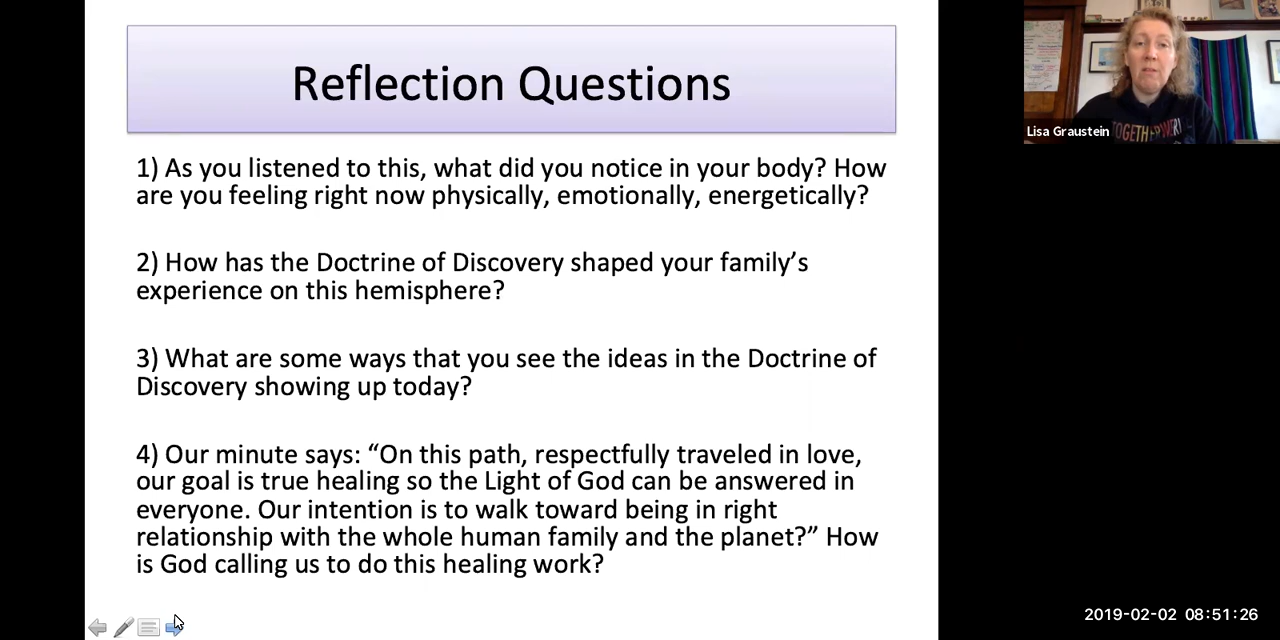 Reflection Questions
1) As you listened to this, what did you notice in your body? How
are you feeling right now physically, emotionally, energetically?
2) How has the Doctrine of Discovery shaped your family’s
experience on this hemisphere?
3) What are some ways that you see the ideas in the Doctrine of
Discovery showing up today?
4) Our minute says: “On this path, respectfully traveled in love,
our goal is true healing so the Light of God can be answered in
everyone. Our intention is to walk toward being in right
relationship with the whole human family and the planet?” How
is God calling us to do this healing work?
Lisa Graustein
2019-02-02 08:51:26